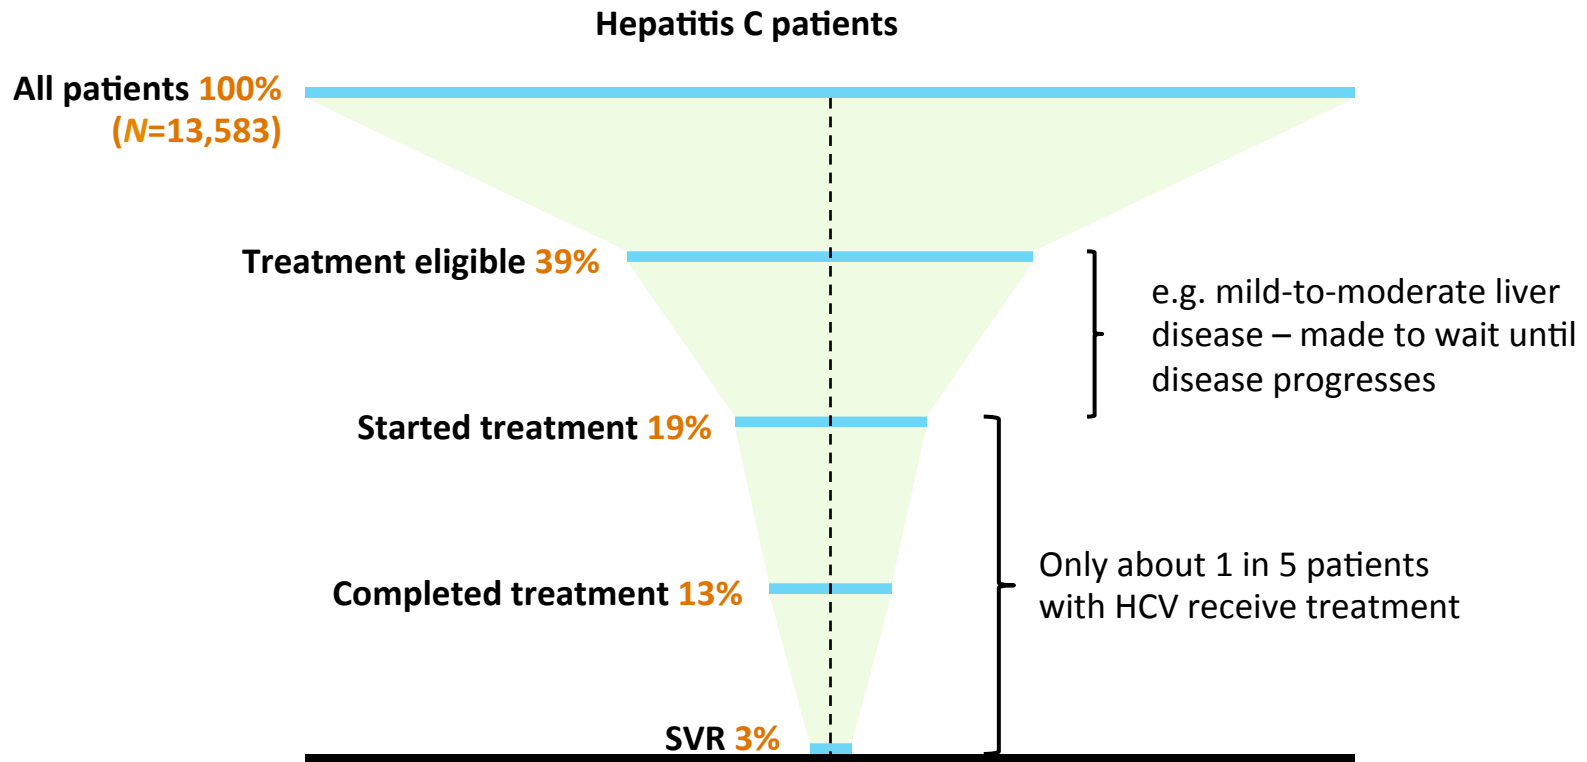 Hepatitis C patients
All patients 100%
(N=13,583)
Treatment eligible 39%
e.g. mild-to-moderate liver
disease – made to wait until
disease progresses
Started treatment 19%
Only about 1 in 5 patients
with HCV receive treatment
Completed treatment 13%
SVR 3%